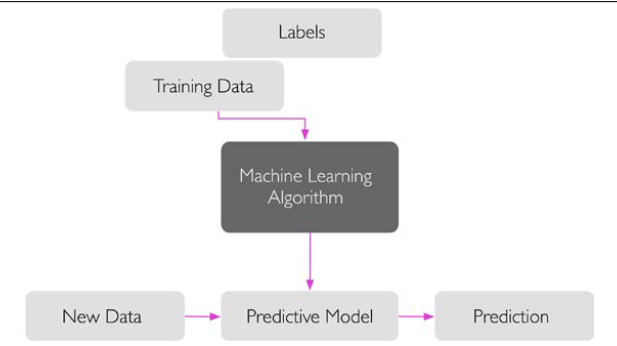 Labels
Training Data
Machine Learning
Algorithm
New Data
Predictive Model
Prediction